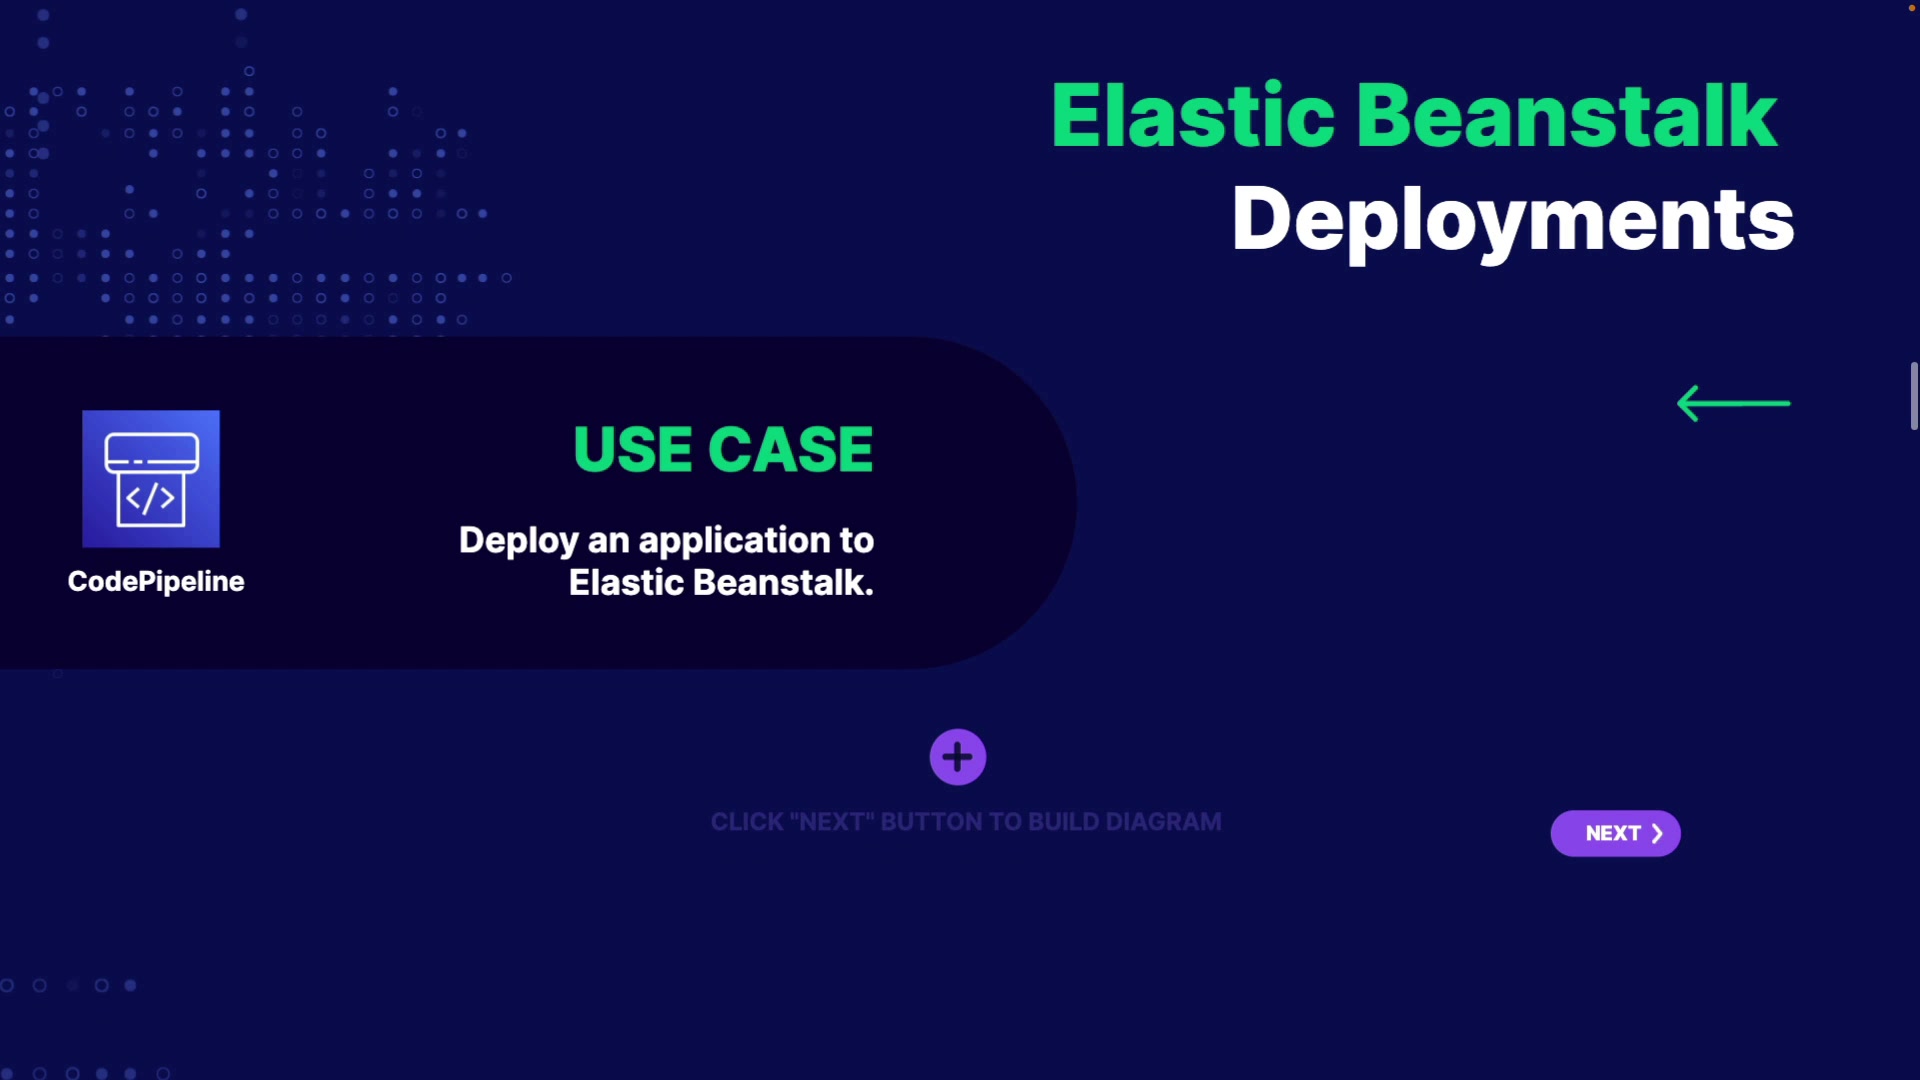 Elastic Beanstalk
Deployments
USE CASE
Deploy an application to
Elastic Beanstalk.
CodePipeline
CLICK "NEXT" BUTTON TO BUILD DIAGRAM
NEXT